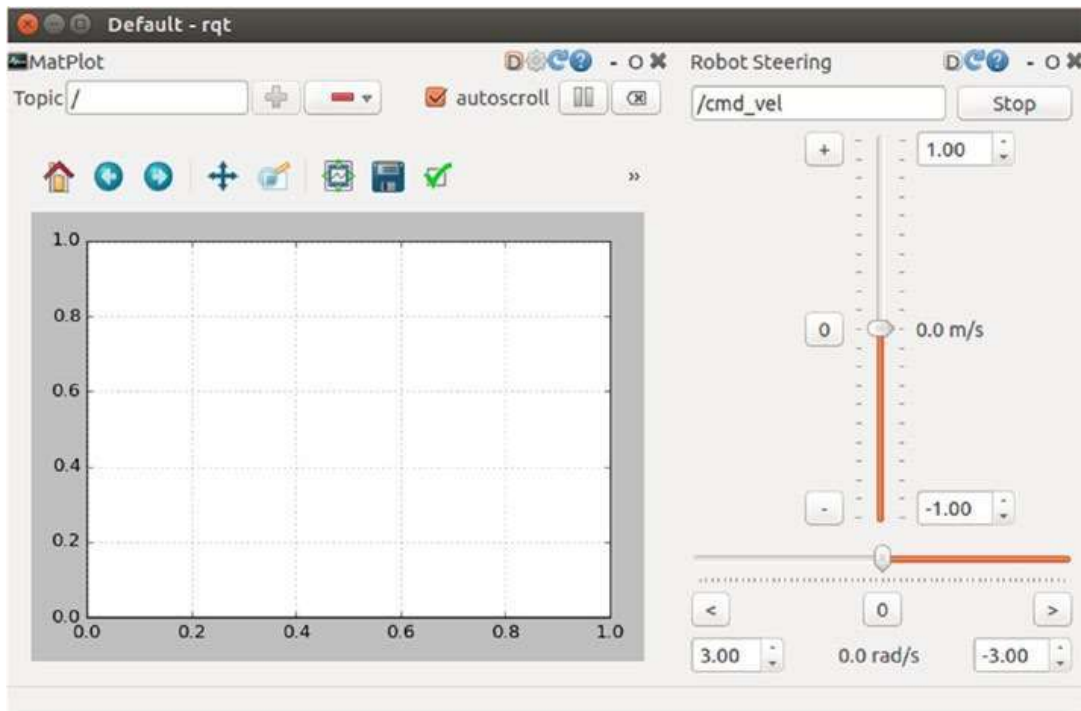 Default - rqt
MatPlot
D
- O
Topic /
autoscroll
»
1.0
0.8
0.6
0.4
0.2
0.0
0.0 0.2 0.4 0.6 0.8 1.0
Robot Steering
D
- O
/cmd_vel
Stop
+
1.00
0
0.0 m/s
-
-1.00
< 0 >
3.00 0.0 rad/s -3.00